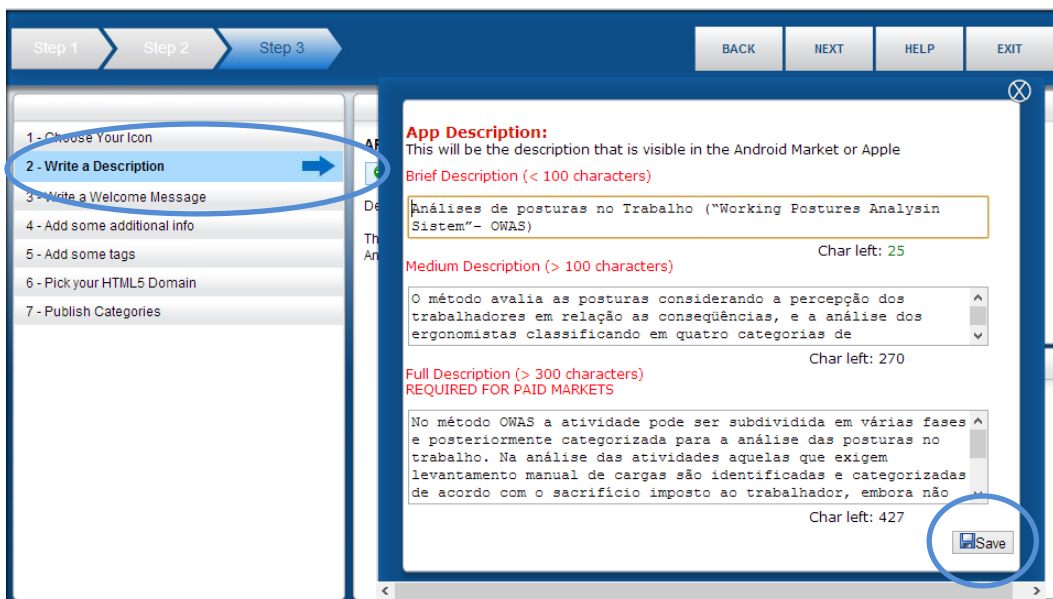 Step 1
Step 2
Step 3
BACK
NEXT
HELP
EXIT
1 - Choose Your Icon
2 - Write a Description
3 - Write a Welcome Message
4 - Add some additional info
5 - Add some tags
6 - Pick your HTML5 Domain
7 - Publish Categories
De
Th
An
App Description:
This will be the description that is visible in the Android Market or Apple
Brief Description (< 100 characters)
Análises de posturas no Trabalho (“Working Postures Analysin
Sistem”- OWAS)
Char left: 25
Medium Description (> 100 characters)
O método avalia as posturas considerando a percepção dos
trabalhadores em relação as conseqüências, e a análise dos
ergonomistas classificando em quatro categorias de
Char left: 270
Full Description (> 300 characters)
REQUIRED FOR PAID MARKETS
No método OWAS a atividade pode ser subdividida em várias fases
e posteriormente categorizada para a análise das posturas no
trabalho. Na análise das atividades aquelas que exigem
levantamento manual de cargas são identificadas e categorizadas
de acordo com o sacrifício imposto ao trabalhador, embora não
Char left: 427
Save